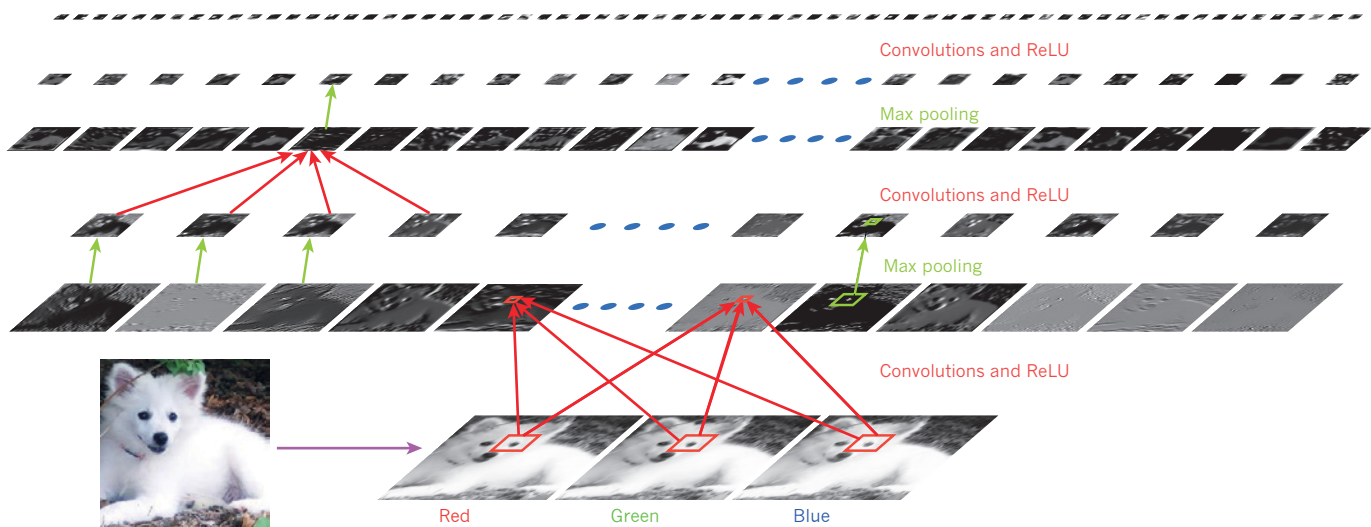 Convolutions and ReLU
Max pooling
Convolutions and ReLU
Max pooling
Convolutions and ReLU
Red
Green
Blue